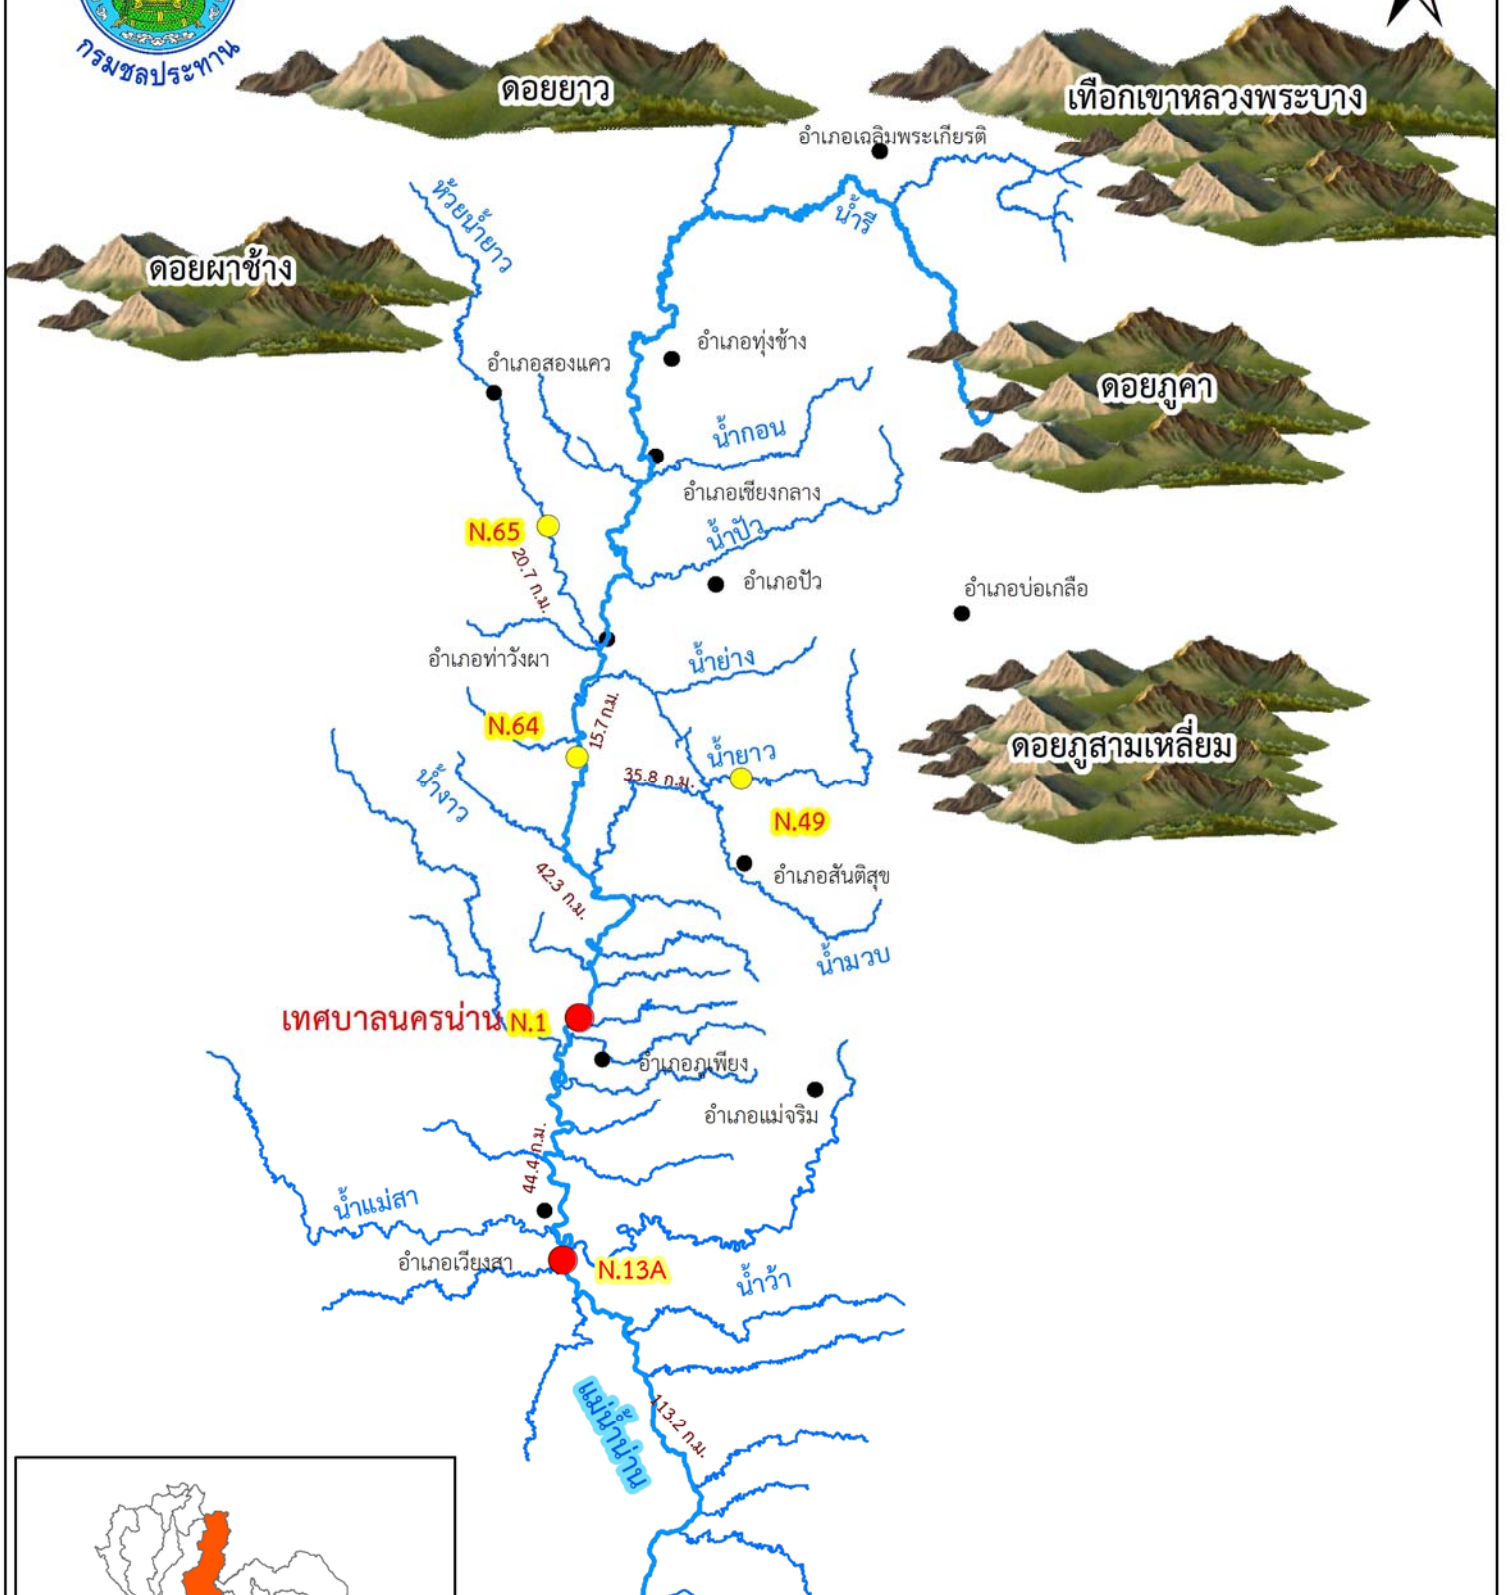 กรมชลประทาน
ดอยยาว
เทือกเขาหลวงพระบาง
อำเภอเฉลิมพระเกียรติ
ห้วยน้ำยาว
น้ำรี
ดอยผาช้าง
อำเภอทุ่งช้าง
อำเภอสองแคว
ดอยภูคา
น้ำกอน
อำเภอเชียงกลาง
N.65
น้ำปัว
20.7 ก.ม.
อำเภอปัว
อำเภอบ่อเกลือ
อำเภอท่าวังผา
น้ำย่าง
N.64
15.7 ก.ม.
น้ำยาว
ดอยภูสามเหลี่ยม
35.8 ก.ม.
น้ำงาว
N.49
อำเภอสันติสุข
42.3 ก.ม.
น้ำมวบ
เทศบาลนครน่าน N.1
อำเภอภูเพียง
อำเภอแม่จริม
44.4 ก.ม.
น้ำแม่สา
อำเภอเวียงสา
N.13A
น้ำว้า
แม่น้ำน่าน
113.2 ก.ม.